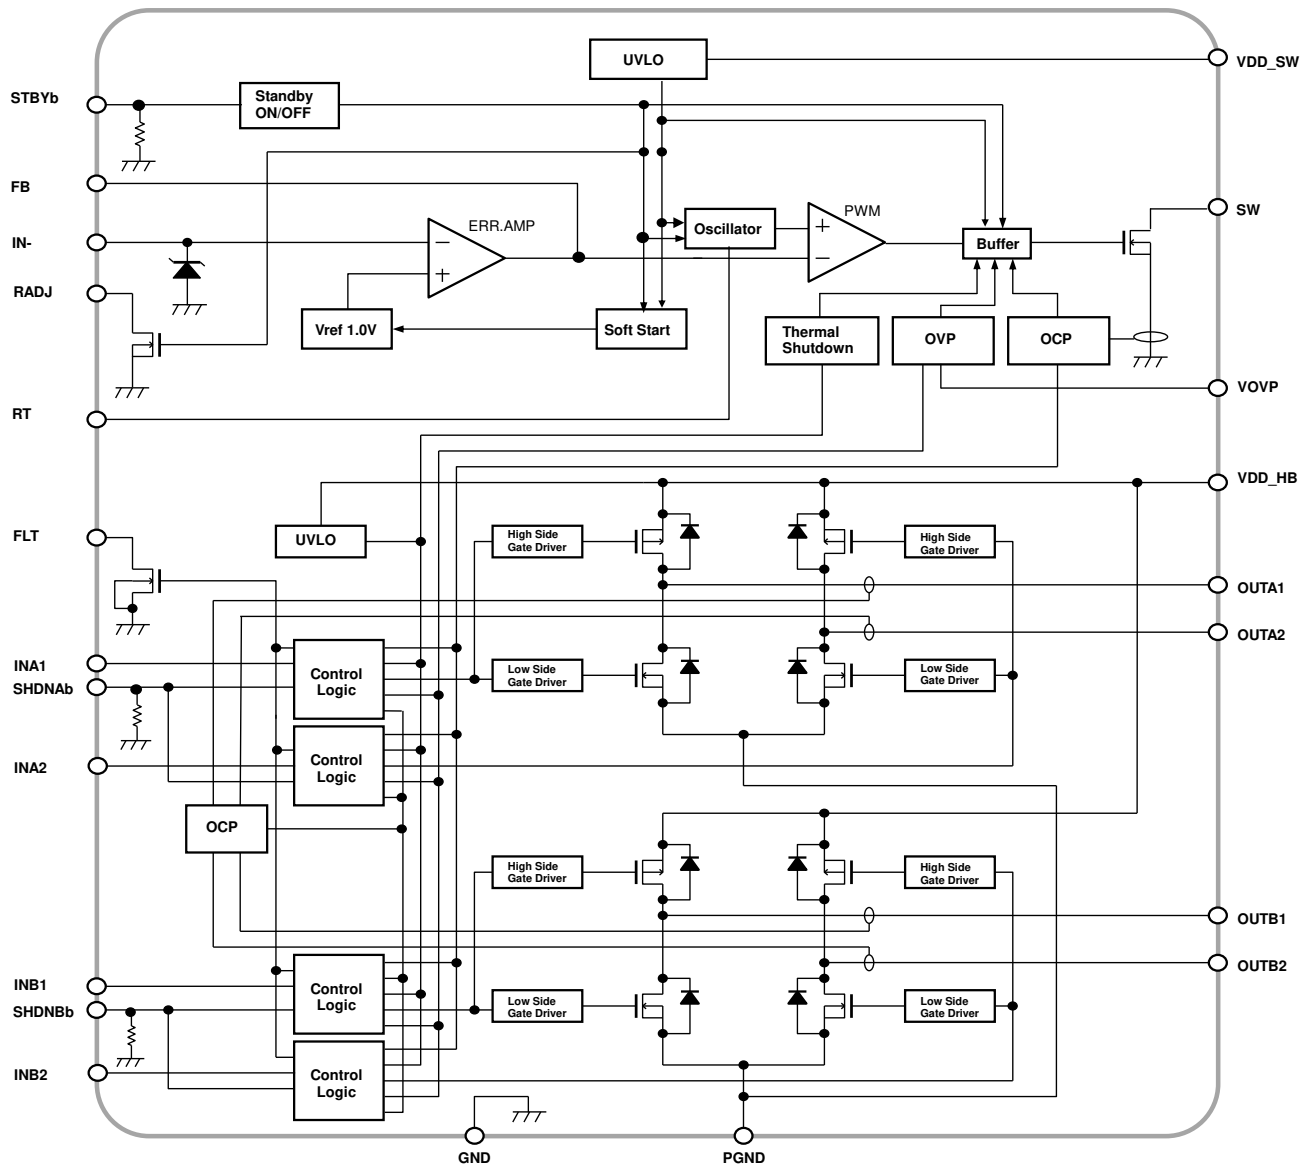 UVLO
VDD_SW
STBYb
Standby
ON/OFF
FB
ERR.AMP
PWM
SW
IN-
Oscillator
Buffer
RADJ
Vref 1.0V
Soft Start
Thermal
Shutdown
OVP
OCP
VOVP
RT
VDD_HB
FLT
UVLO
High Side
Gate Driver
High Side
Gate Driver
OUTA1
OUTA2
INA1
SHDNAb
Control
Logic
Low Side
Gate Driver
Low Side
Gate Driver
INA2
Control
Logic
OCP
High Side
Gate Driver
High Side
Gate Driver
OUTB1
OUTB2
INB1
SHDNBb
Control
Logic
Low Side
Gate Driver
Low Side
Gate Driver
INB2
Control
Logic
GND
PGND